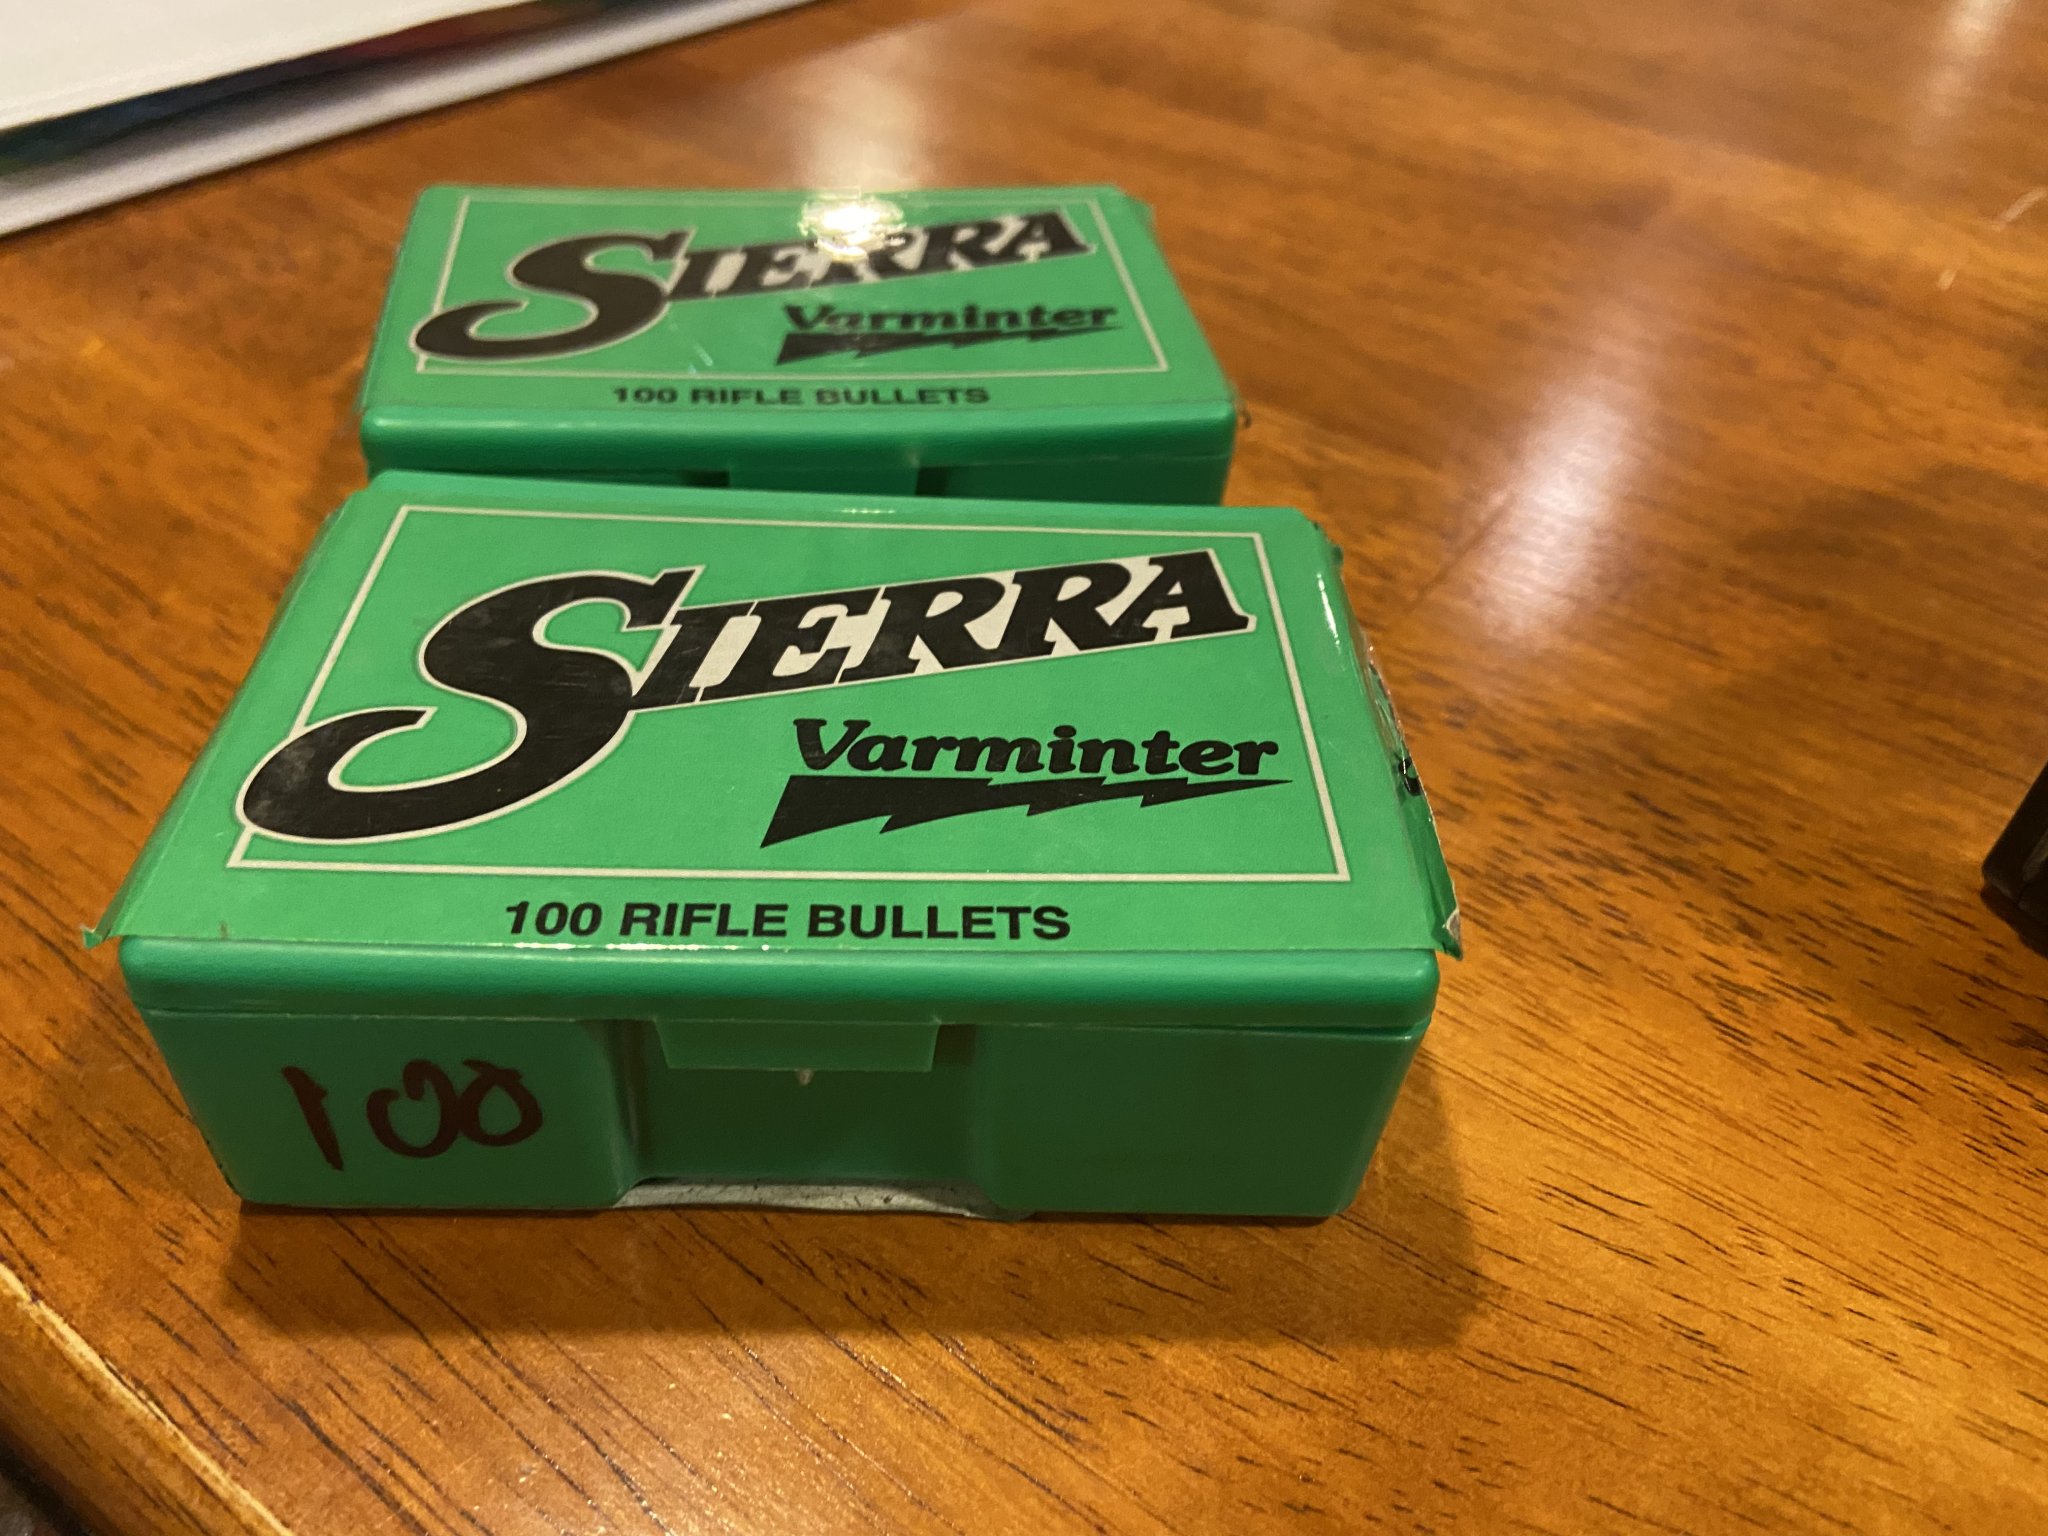 SIERRA
Varminter
100 RIFLE BULLETS
SIERRA
Varminter
100 RIFLE BULLETS
100